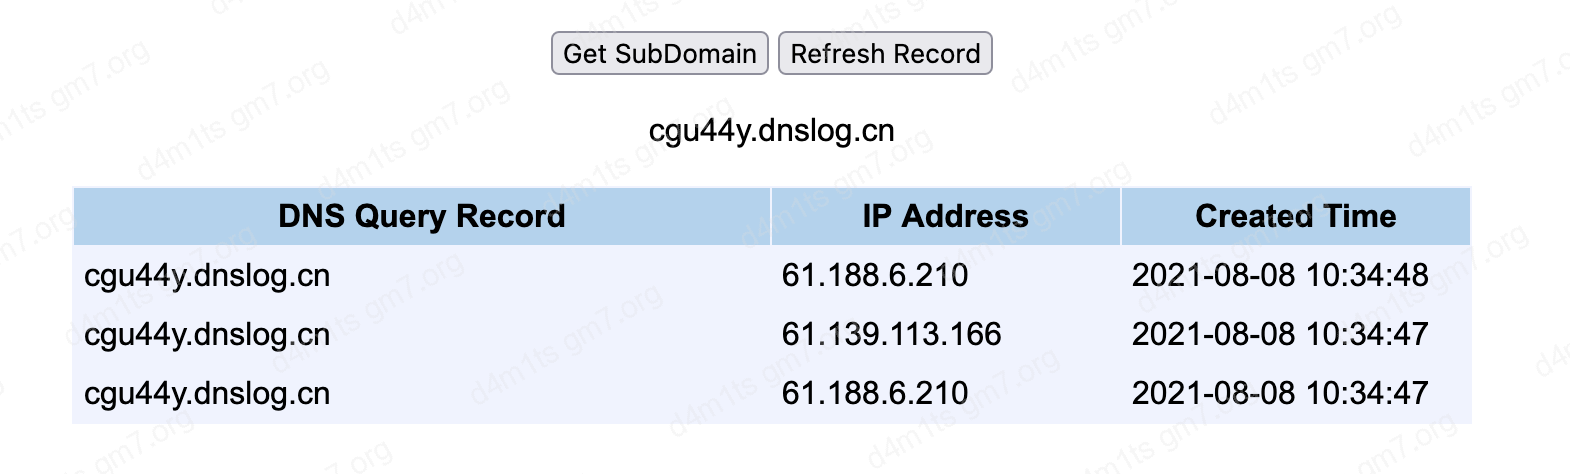 Get SubDomain Refresh Record
cgu44y.dnslog.cn
DNS Query Record IP Address Created Time
cgu44y.dnslog.cn 61.188.6.210 2021-08-08 10:34:48
cgu44y.dnslog.cn 61.139.113.166 2021-08-08 10:34:47
cgu44y.dnslog.cn 61.188.6.210 2021-08-08 10:34:47
d4m1ts gm7.org